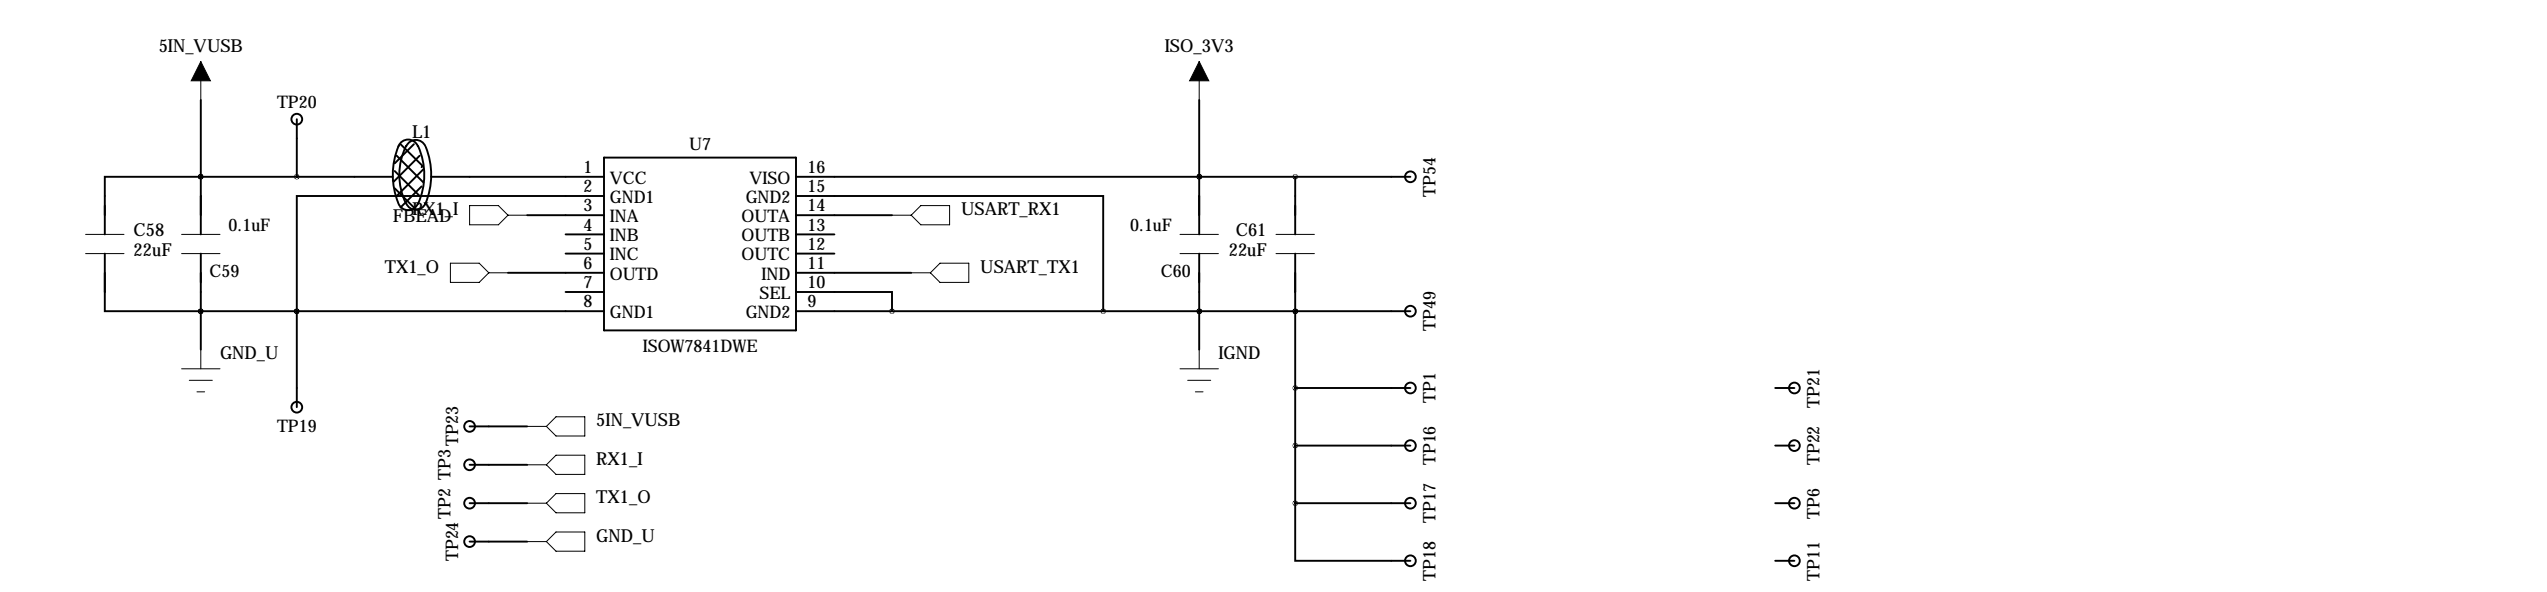 5IN_VUSB
ISO_3V3
TP20
L1
U7
1
VCC
VISO
16
TP54
2
GND1
GND2
15
RX1_I
FBEAD
3
INA
OUTA
14
USART_RX1
C58
22uF
0.1uF
C59
4
INB
OUTB
13
0.1uF
C60
C61
22uF
5
INC
OUTC
12
TX1_O
6
OUTD
IND
11
USART_TX1
7
SEL
10
8
GND1
GND2
9
TP49
ISOW7841DWE
GND_U
IGND
TP19
TP1
TP21
TP23
5IN_VUSB
TP16
TP22
TP3
RX1_I
TP2
TX1_O
TP17
TP6
TP24
GND_U
TP18
TP11